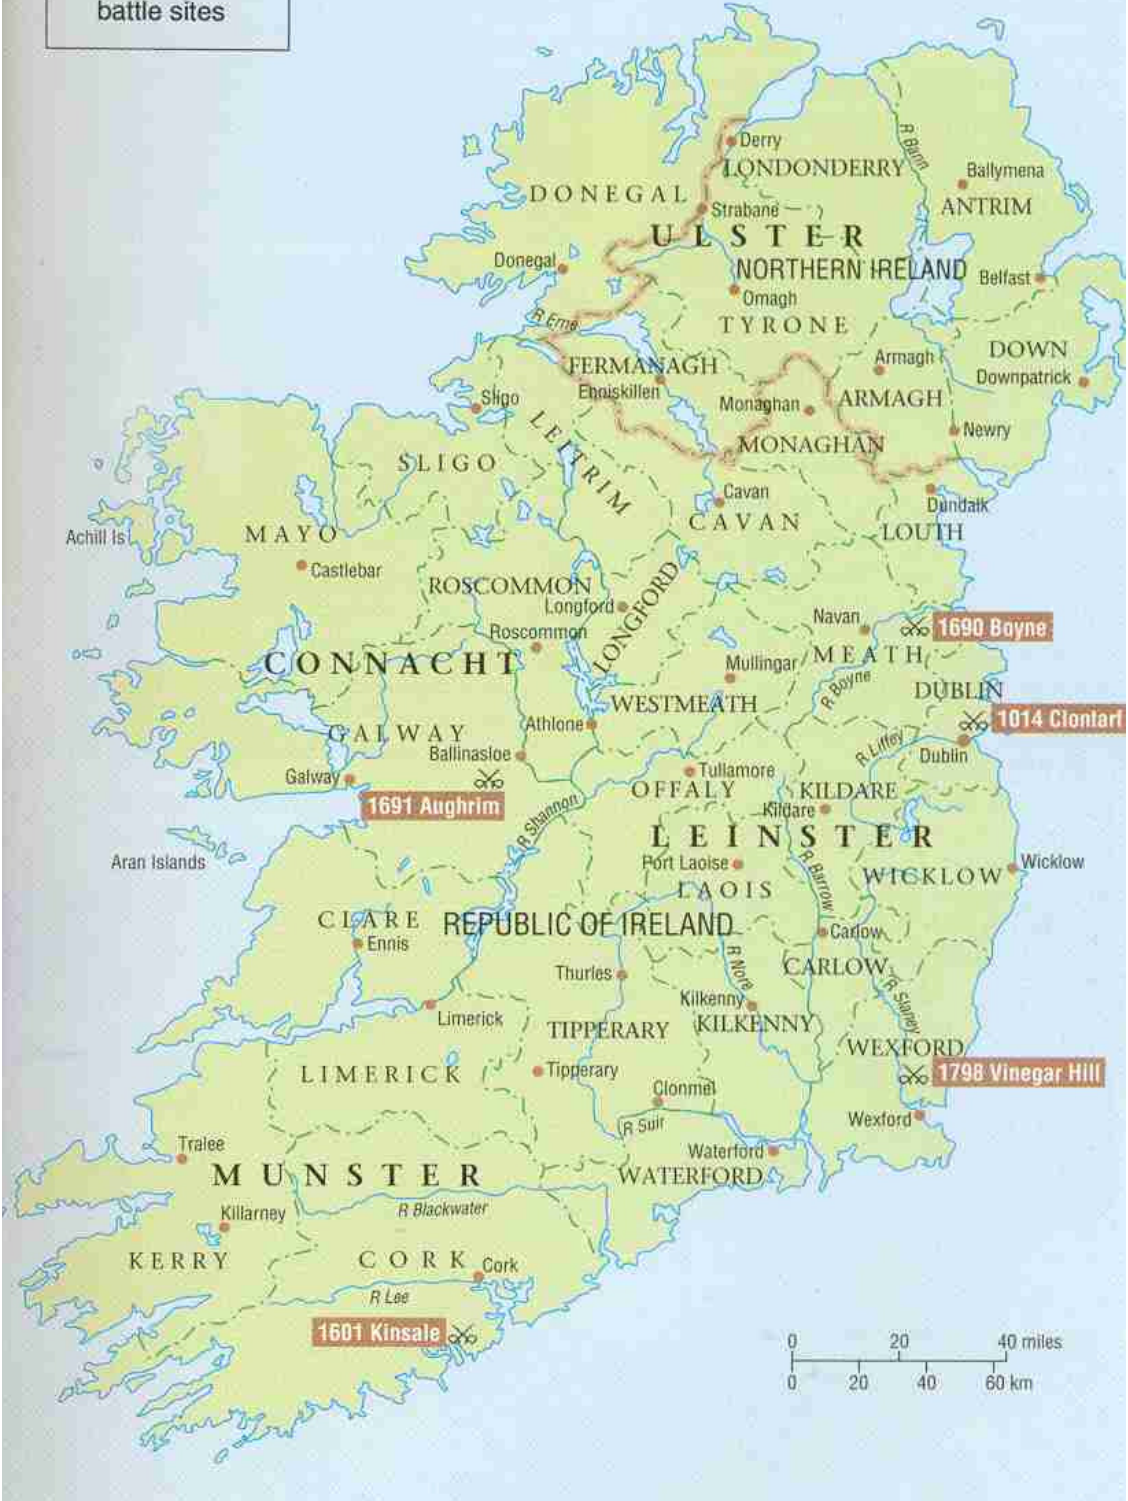 battle sites
Derry
LONDONDERRY
R Bann
Ballymena
ANTRIM
DONEGAL
Strabane
ULSTER
Donegal
NORTHERN IRELAND
Belfast
Omagh
R Erne
TYRONE
FERMANAGH
Enniskillen
Armagh
DOWN
Downpatrick
Sligo
Monaghan
ARMAGH
Newry
MONAGHAN
LEITRIM
SLIGO
Cavan
CAVAN
Dundalk
LOUTH
Achill Is
MAYO
Castlebar
ROSCOMMON
Longford
LONGFORD
Roscommon
Navan
1690 Boyne
CONNACHT
Mullingar
MEATH
R Boyne
DUBLIN
WESTMEATH
1014 Clontarf
GALWAY
Athlone
Ballinasloe
R Liffey
Dublin
Galway
Tullamore
OFFALY
KILDARE
Kildare
1691 Aughrim
R Shannon
LEINSTER
Aran Islands
Port Laoise
LAOIS
R Barrow
WICKLOW
Wicklow
CLARE
Ennis
REPUBLIC OF IRELAND
Carlow
CARLOW
R Nore
Thurles
Kilkenny
KILKENNY
R Slaney
Limerick
TIPPERARY
WEXFORD
LIMERICK
Tipperary
1798 Vinegar Hill
Clonmel
R Suir
Wexford
Tralee
Waterford
WATERFORD
MUNSTER
R Blackwater
Killarney
KERRY
CORK
Cork
R Lee
1601 Kinsale
0 20 40 miles
0 20 40 60 km